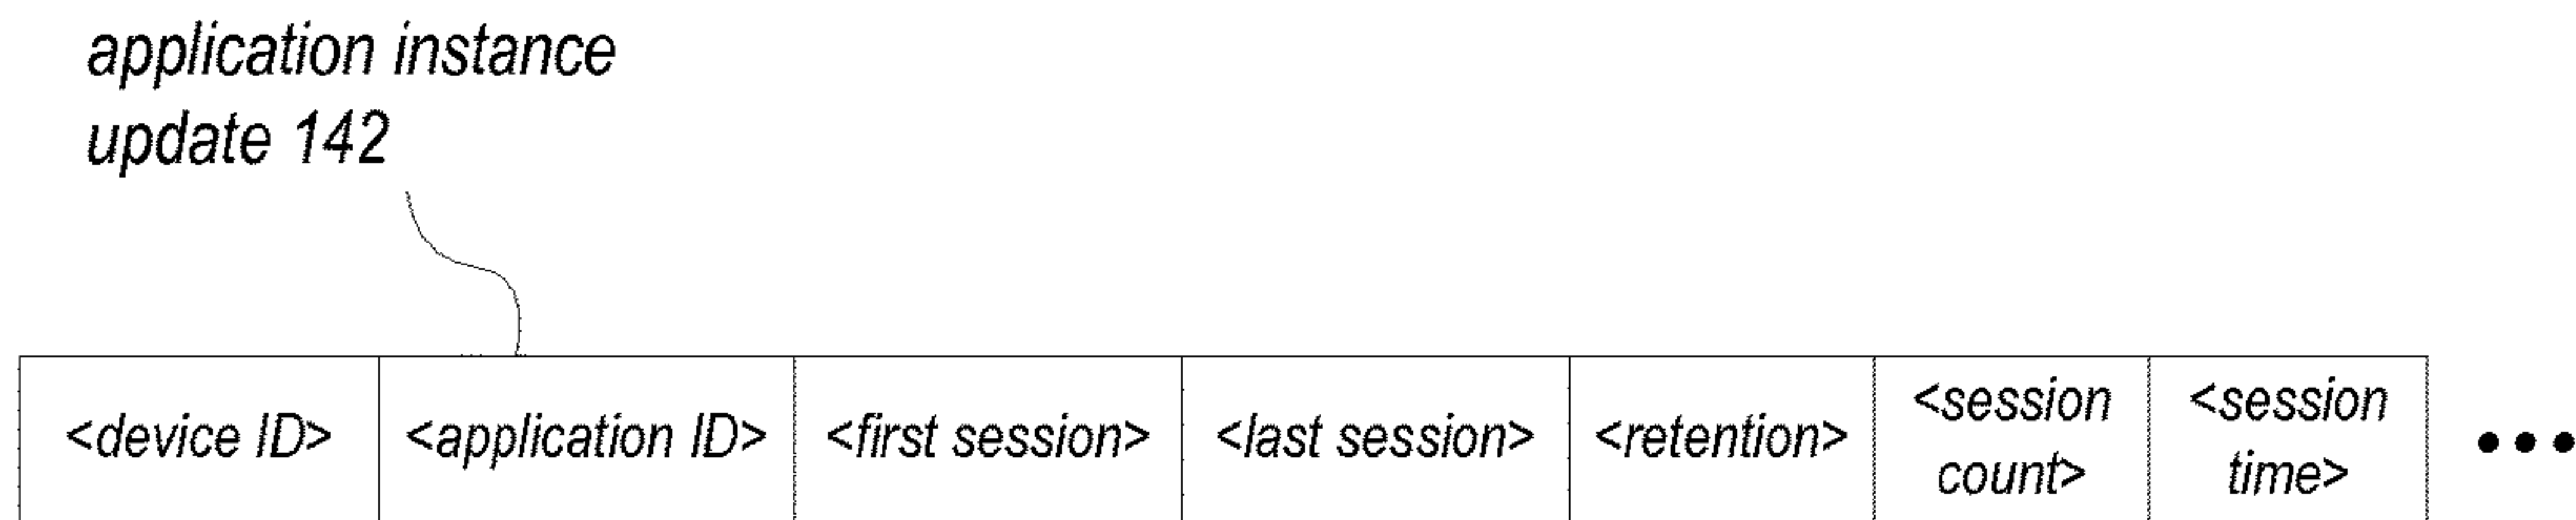 application instance
update 142
<device ID> <application ID> <first session> <last session> <retention> <session count> <session time> •••